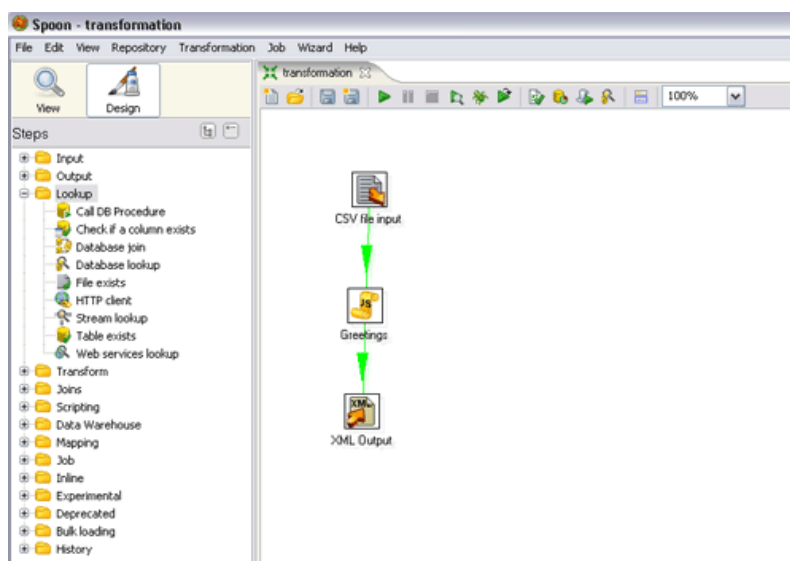 Spoon - transformation
File Edit View Repository Transformation Job Wizard Help
View Design
Steps
Input
Output
Lookup
Call DB Procedure
Check if a column exists
Database join
Database lookup
File exists
HTTP client
Stream lookup
Table exists
Web services lookup
Transform
Joins
Scripting
Data Warehouse
Mapping
Job
Inline
Experimental
Deprecated
Bulk loading
History
transformation
100%
CSV file input
JS
Greetings
XML
XML Output